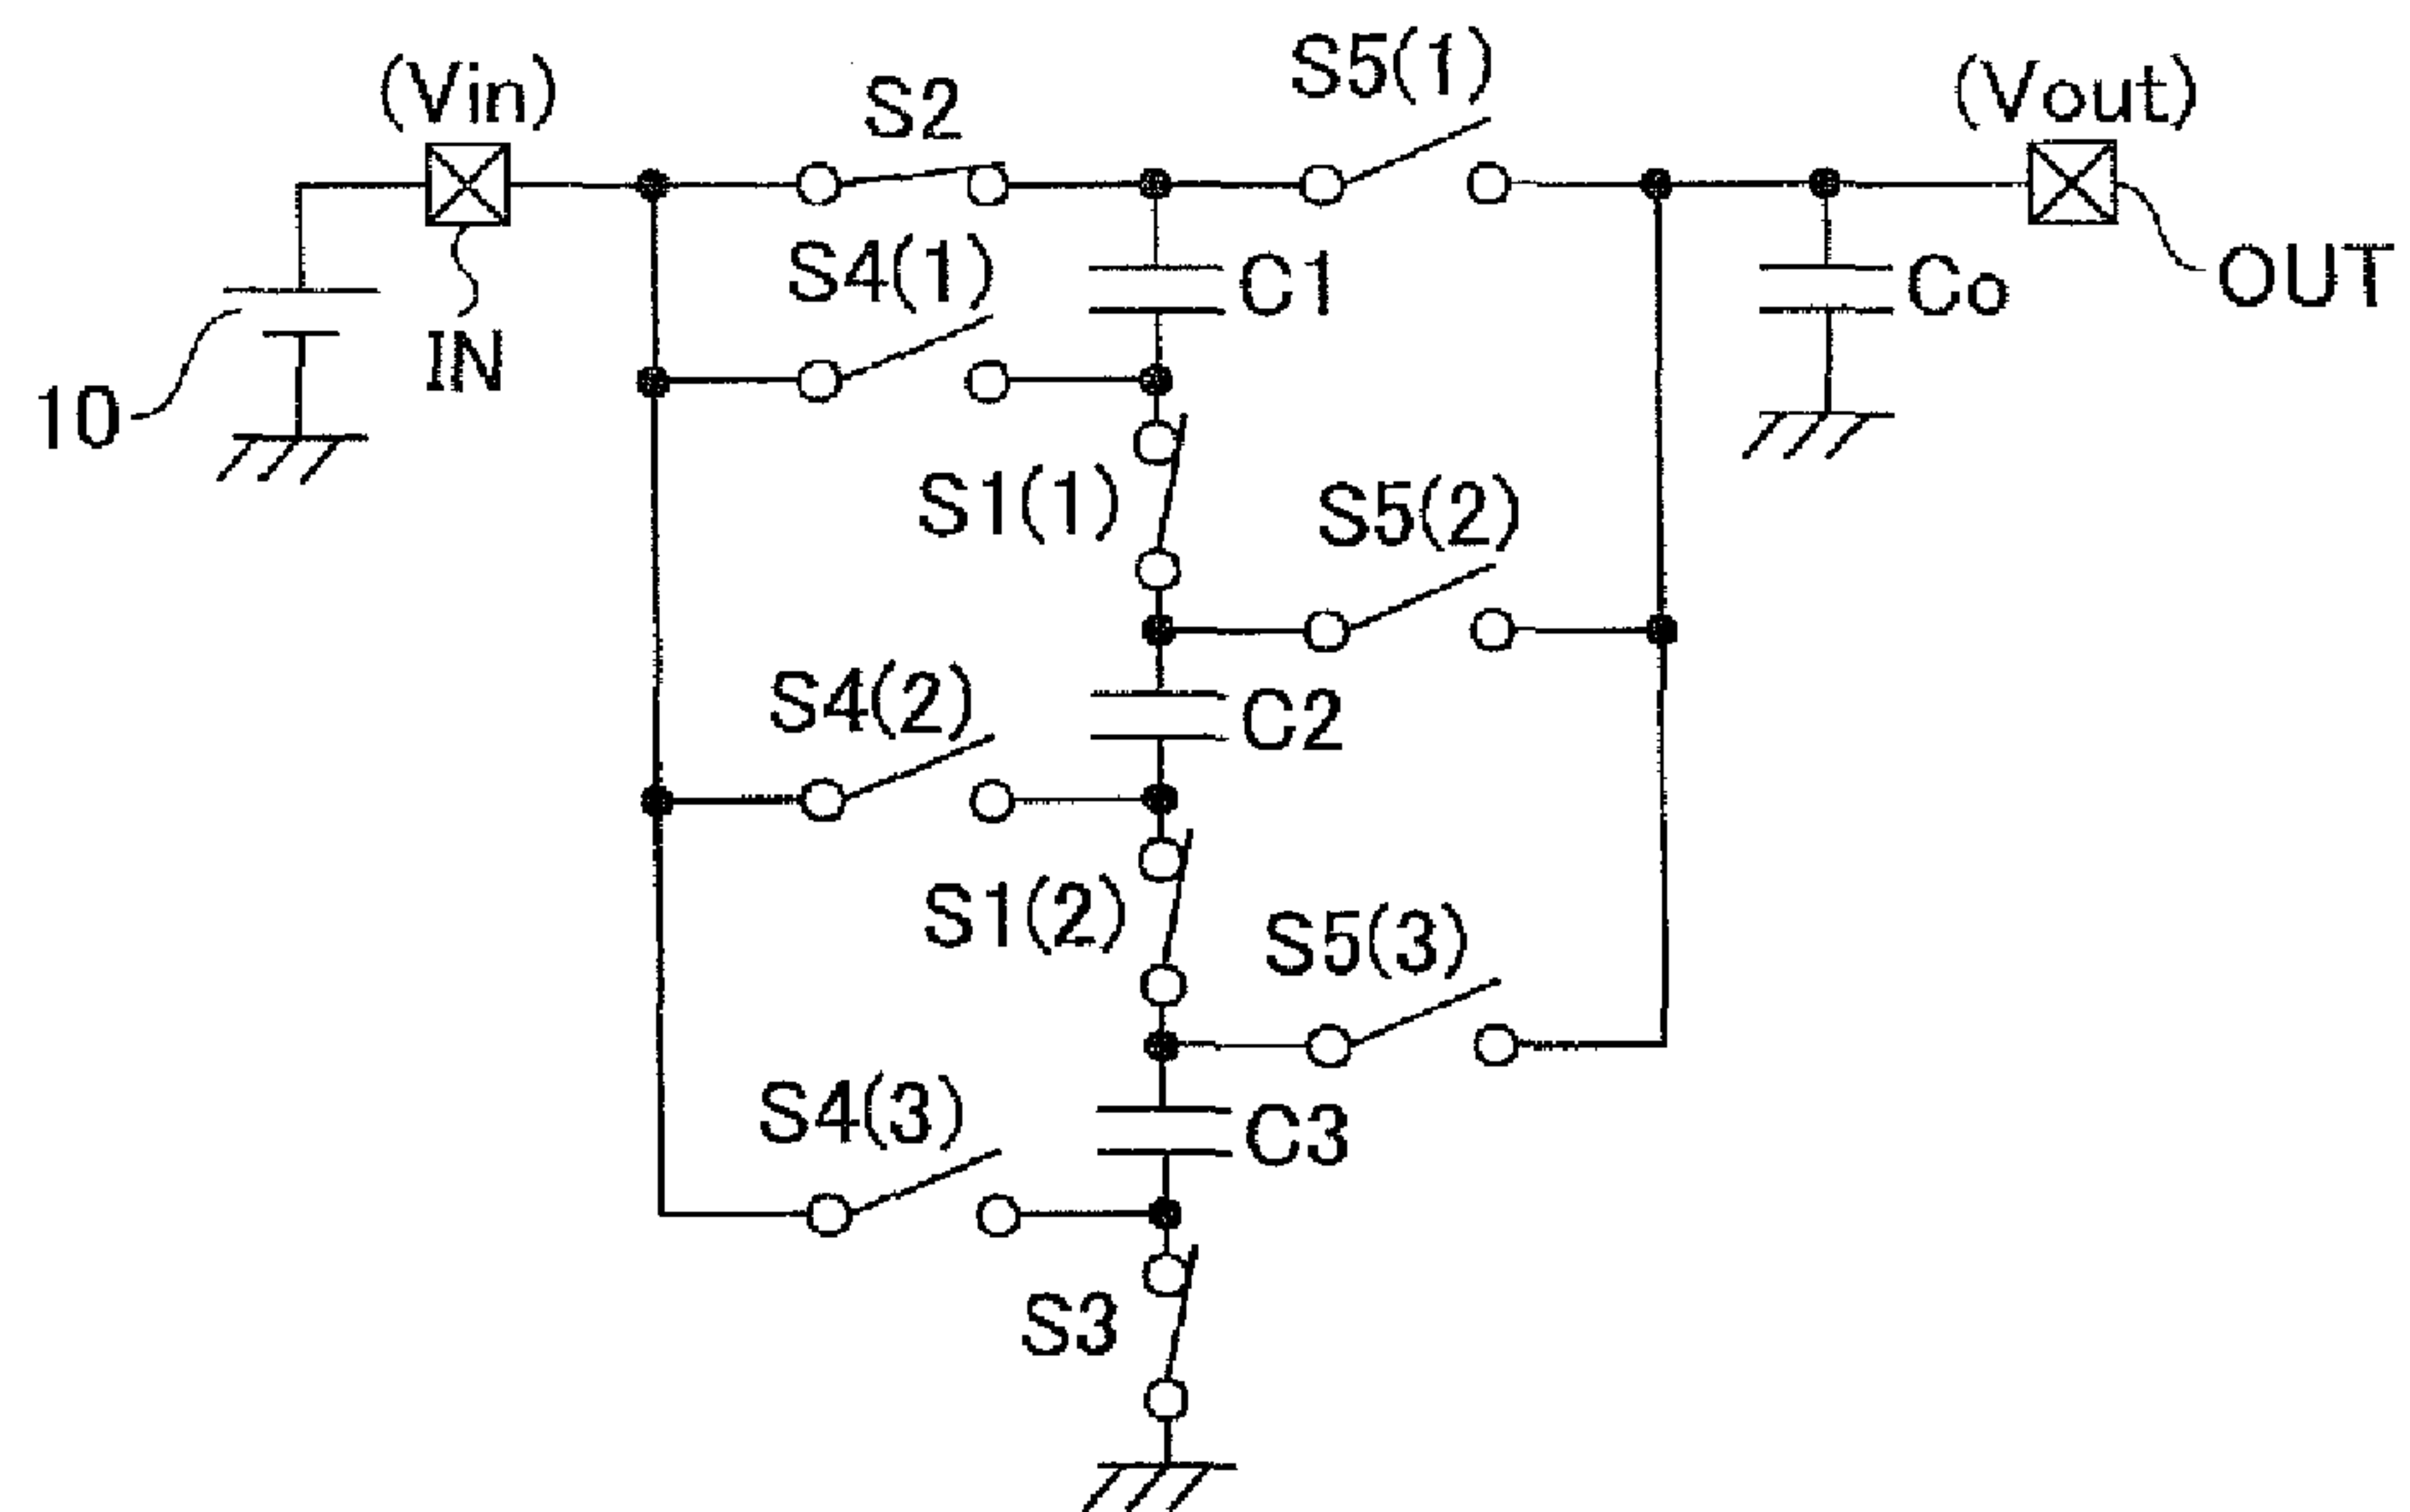 S5(1)
(Vin)
S2
(Vout)
S4(1)
C1
Co
OUT
IN
10
S1(1)
S5(2)
S4(2)
C2
S1(2)
S5(3)
S4(3)
C3
S3